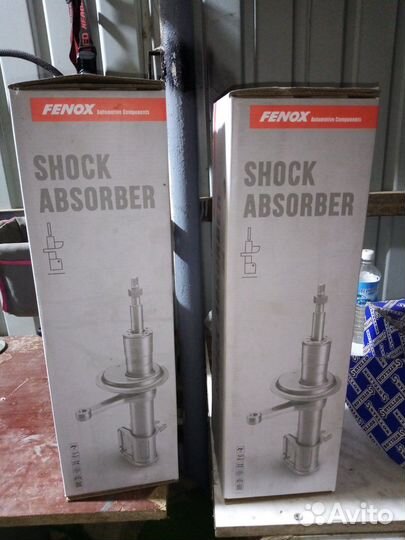 FENOX Automotive Components
SHOCK
ABSORBER
FENOX Automotive Components
SHOCK
ABSORBER
Avito